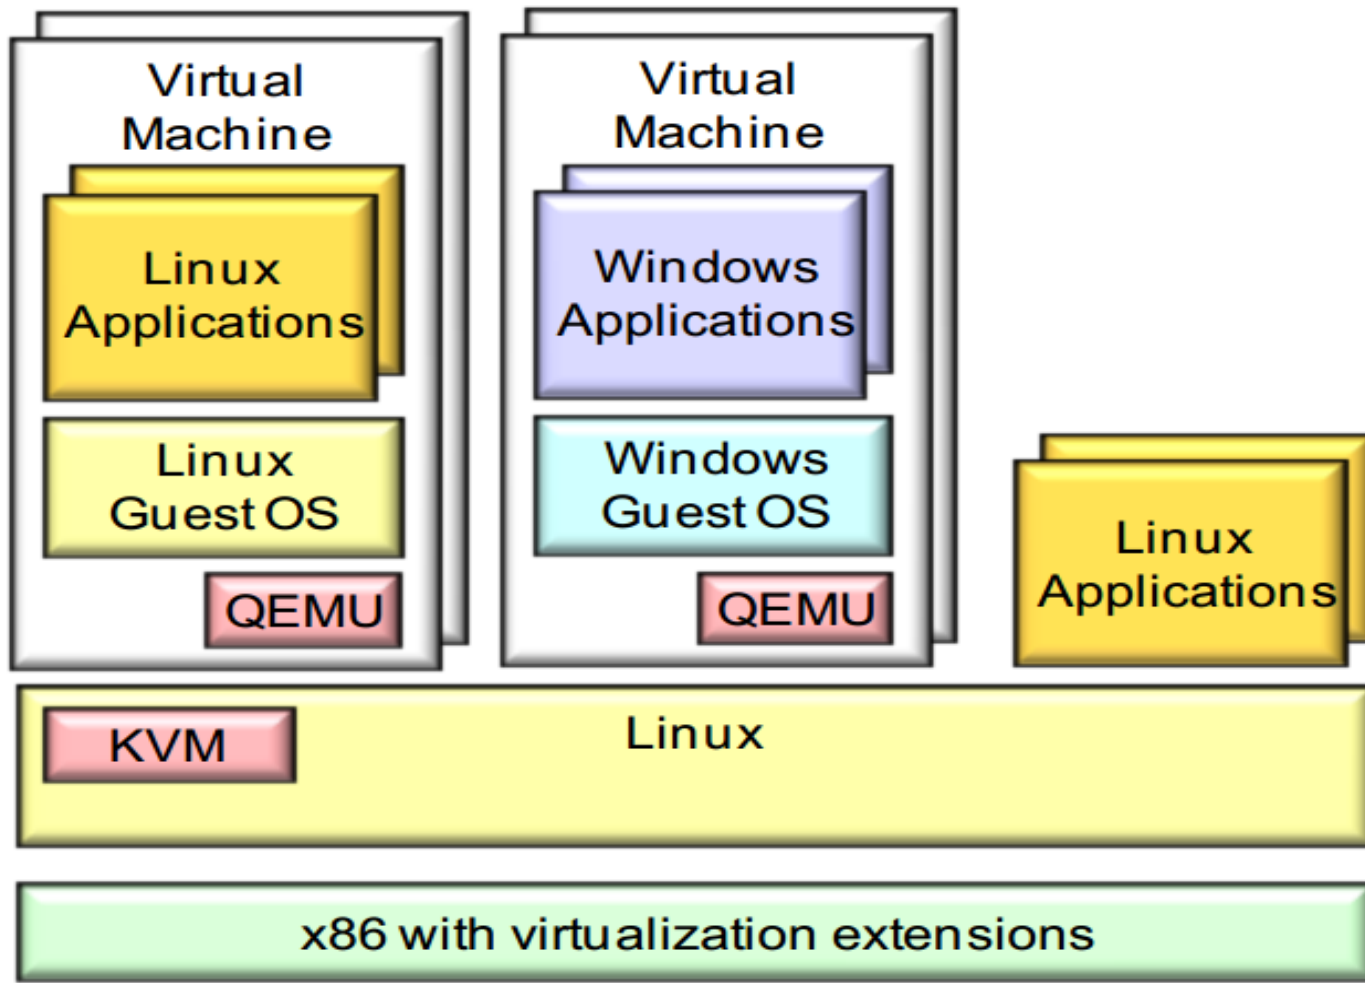 Virtual
Machine
Linux
Applications
Linux
Guest OS
QEMU
Virtual
Machine
Windows
Applications
Windows
Guest OS
QEMU
Linux
Applications
KVM
Linux
x86 with virtualization extensions